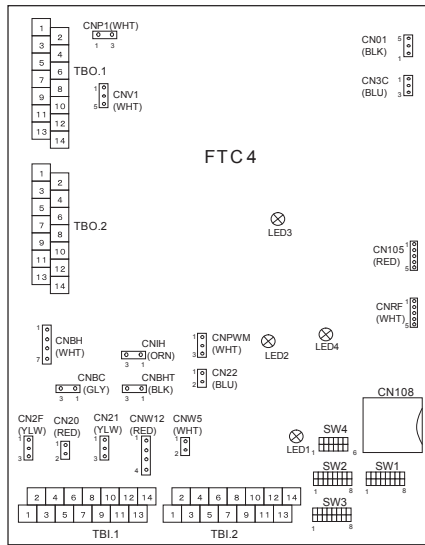 CNP1(WHT)
1 3
1 2 3 4 5 6 7 8 9 10 11 12 13 14
TBO.1
1
5
CNV1
(WHT)
CN01
(BLK)
5
1
CN3C
(BLU)
1
3
FTC4
1 2 3 4 5 6 7 8 9 10 11 12 13 14
TBO.2
LED3
CN105
(RED)
1
5
CNRF
(WHT)
1
5
1
7
CNBH
(WHT)
CNIH
(ORN)
3 1
CNPWM
(WHT)
1
3
LED2
LED4
CNBC
(GLY)
3 1
CNBHT
(BLK)
3 1
CN22
(BLU)
1
2
CN108
CN2F
(YLW)
1
3
CN20
(RED)
1
2
CN21
(YLW)
1
3
CNW12
(RED)
1
4
CNW5
(WHT)
1
2
LED1
SW4
1 6
SW2
1 8
SW1
1 8
SW3
1 8
2 4 6 8 10 12 14
1 3 5 7 9 11 13
TBI.1
2 4 6 8 10 12 14
1 3 5 7 9 11 13
TBI.2